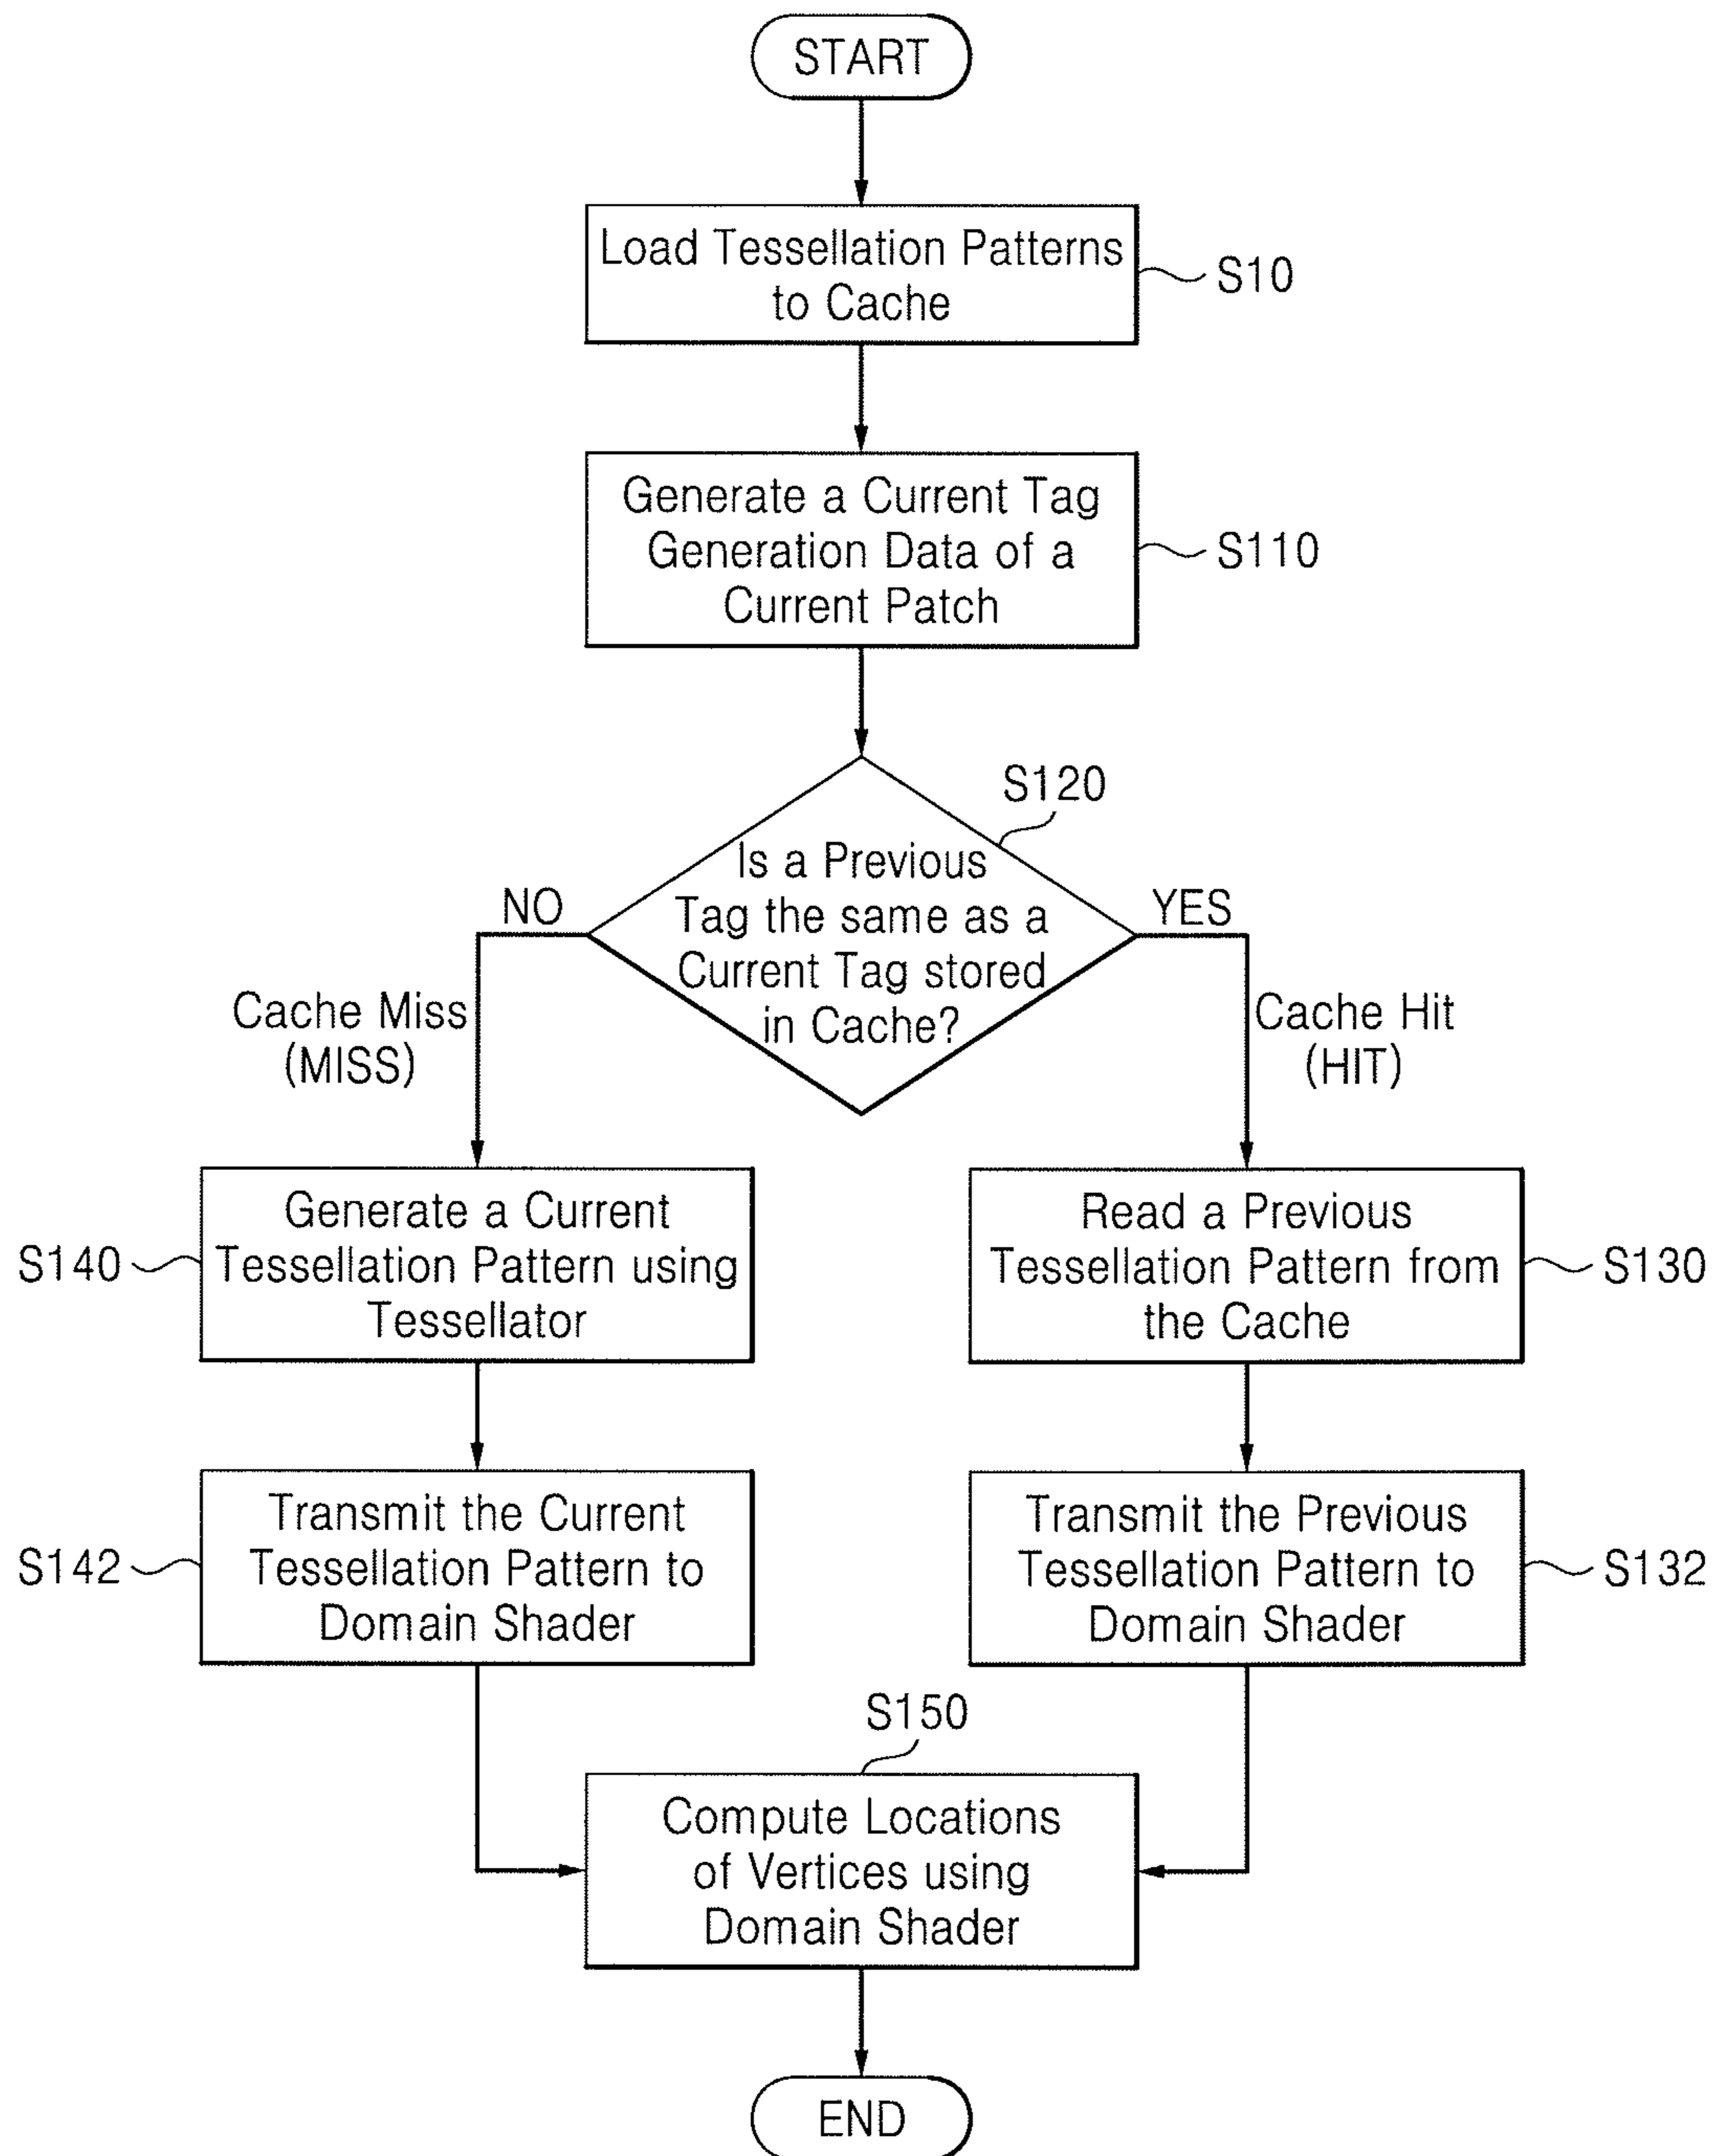 START
Load Tessellation Patterns
to Cache
S10
Generate a Current Tag
Generation Data of a
Current Patch
S110
S120
Is a Previous
Tag the same as a
Current Tag stored
in Cache?
NO
YES
Cache Miss
(MISS)
Cache Hit
(HIT)
Generate a Current
Tessellation Pattern using
Tessellator
S140
Read a Previous
Tessellation Pattern from
the Cache
S130
Transmit the Current
Tessellation Pattern to
Domain Shader
S142
Transmit the Previous
Tessellation Pattern to
Domain Shader
S132
S150
Compute Locations
of Vertices using
Domain Shader
END